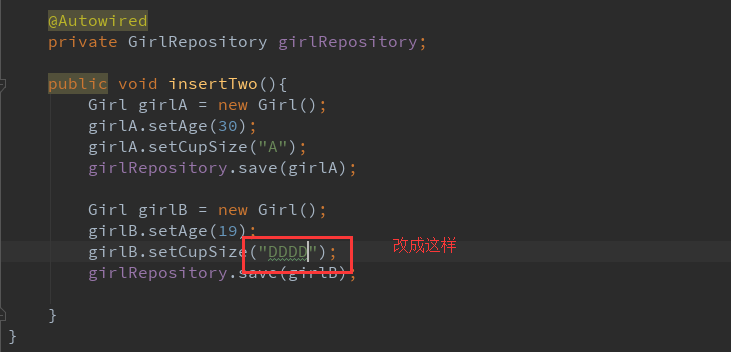 @Autowired
private GirlRepository girlRepository;
public void insertTwo(){
Girl girlA = new Girl();
girlA.setAge(30);
girlA.setCupSize("A");
girlRepository.save(girlA);
Girl girlB = new Girl();
girlB.setAge(19);
girlB.setCupSize("DDDD"); 改成这样
girlRepository.save(girlB);
}
}